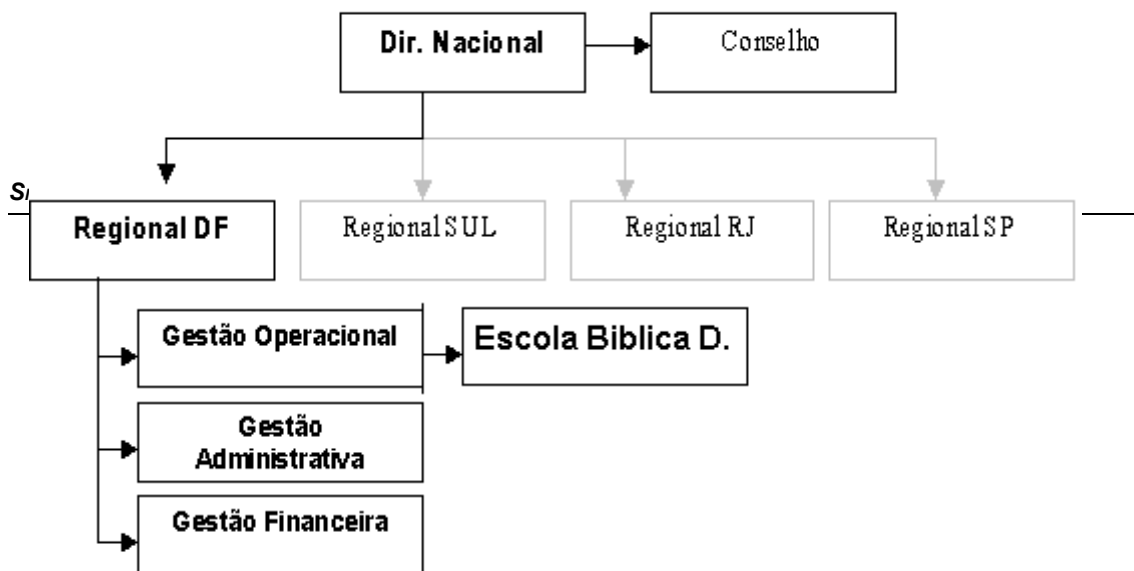 Dir. Nacional
Conselho
Regional DF
Regional SUL
Regional RJ
Regional SP
Gestão Operacional
Escola Biblica D.
Gestão
Administrativa
Gestão Financeira